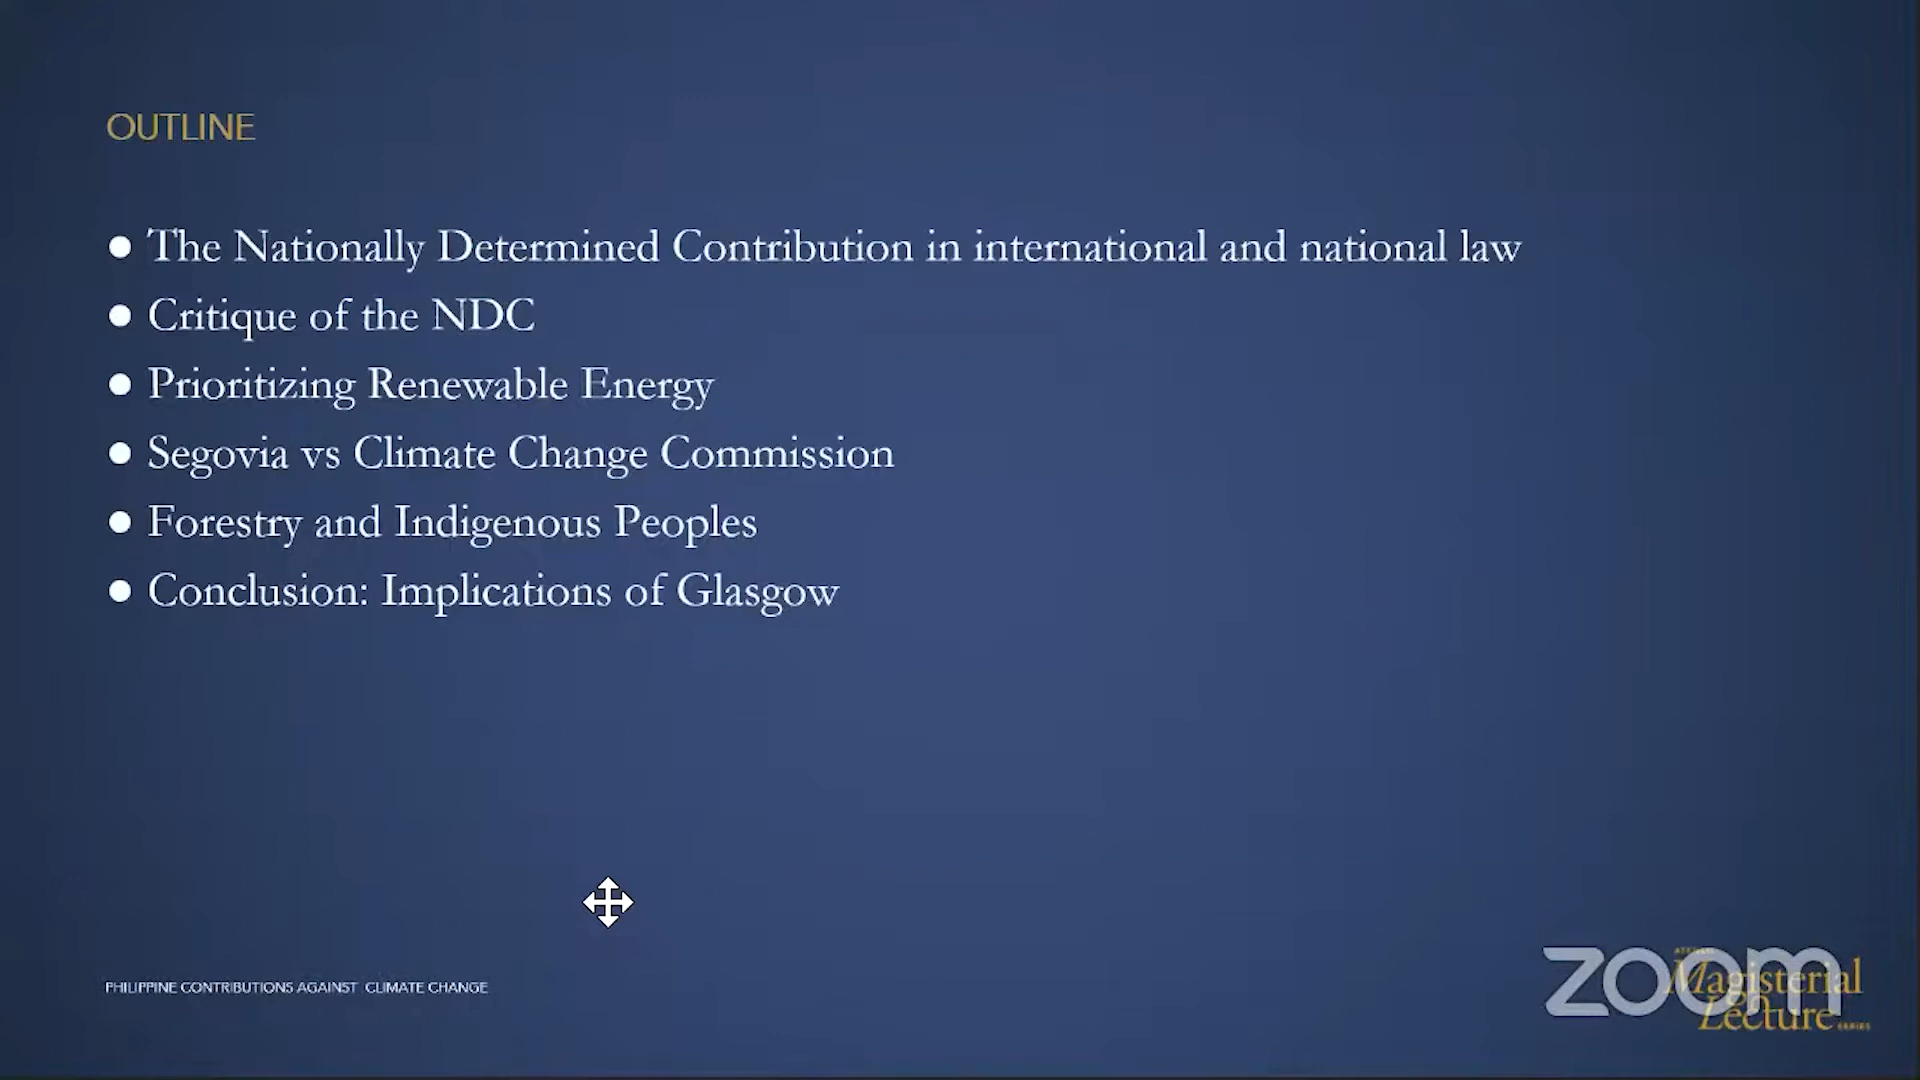 OUTLINE
● The Nationally Determined Contribution in international and national law
● Critique of the NDC
● Prioritizing Renewable Energy
● Segovia vs Climate Change Commission
● Forestry and Indigenous Peoples
● Conclusion: Implications of Glasgow
PHILIPPINE CONTRIBUTIONS AGAINST CLIMATE CHANGE
zoom
Magisterial
Lecture SERIES